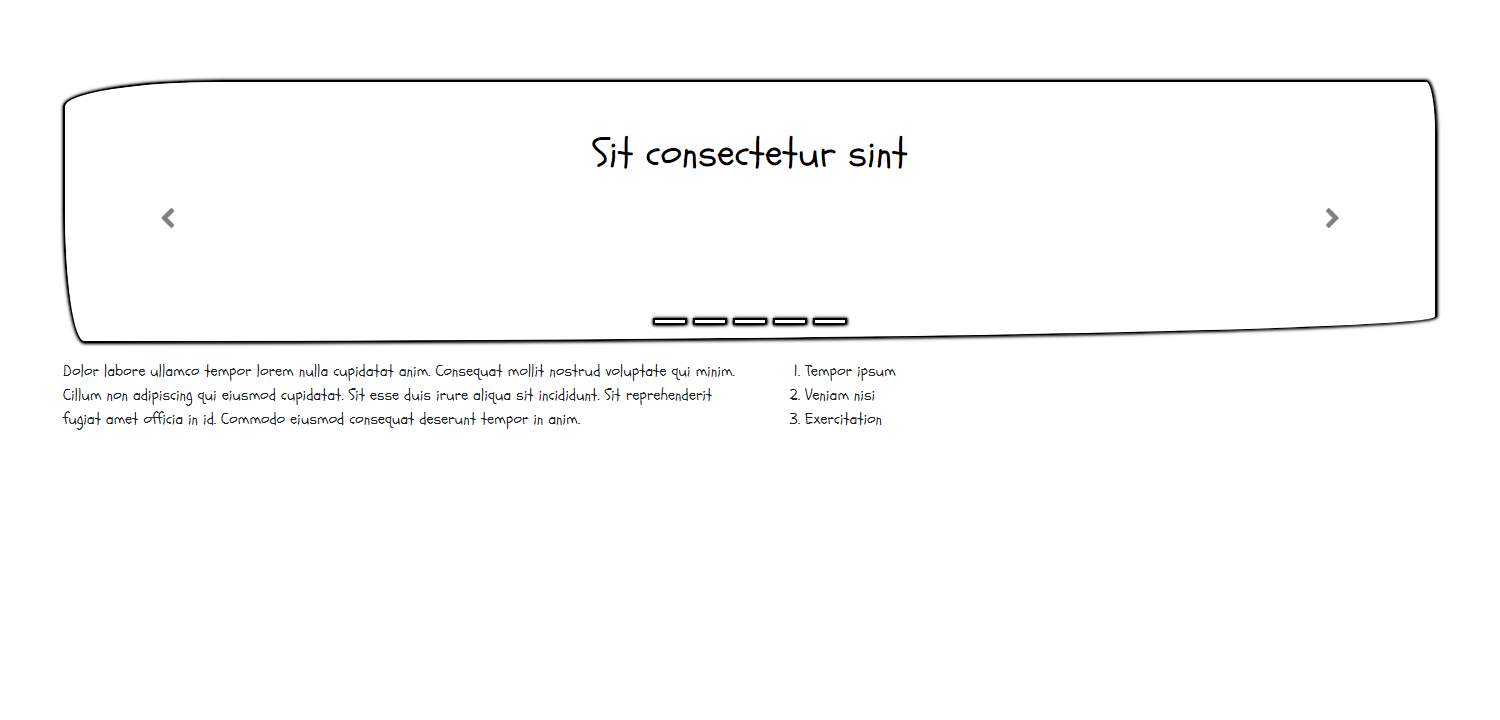 Sit consectetur sint
Dolor labore ullamco tempor lorem nulla cupidatat anim. Consequat mollit nostrud voluptate qui minim.
Cillum non adipiscing qui eiusmod cupidatat. Sit esse duis irure aliqua sit incididunt. Sit reprehenderit
fugiat amet officia in id. Commodo eiusmod consequat deserunt tempor in anim.
1. Tempor ipsum
2. Veniam nisi
3. Exercitation